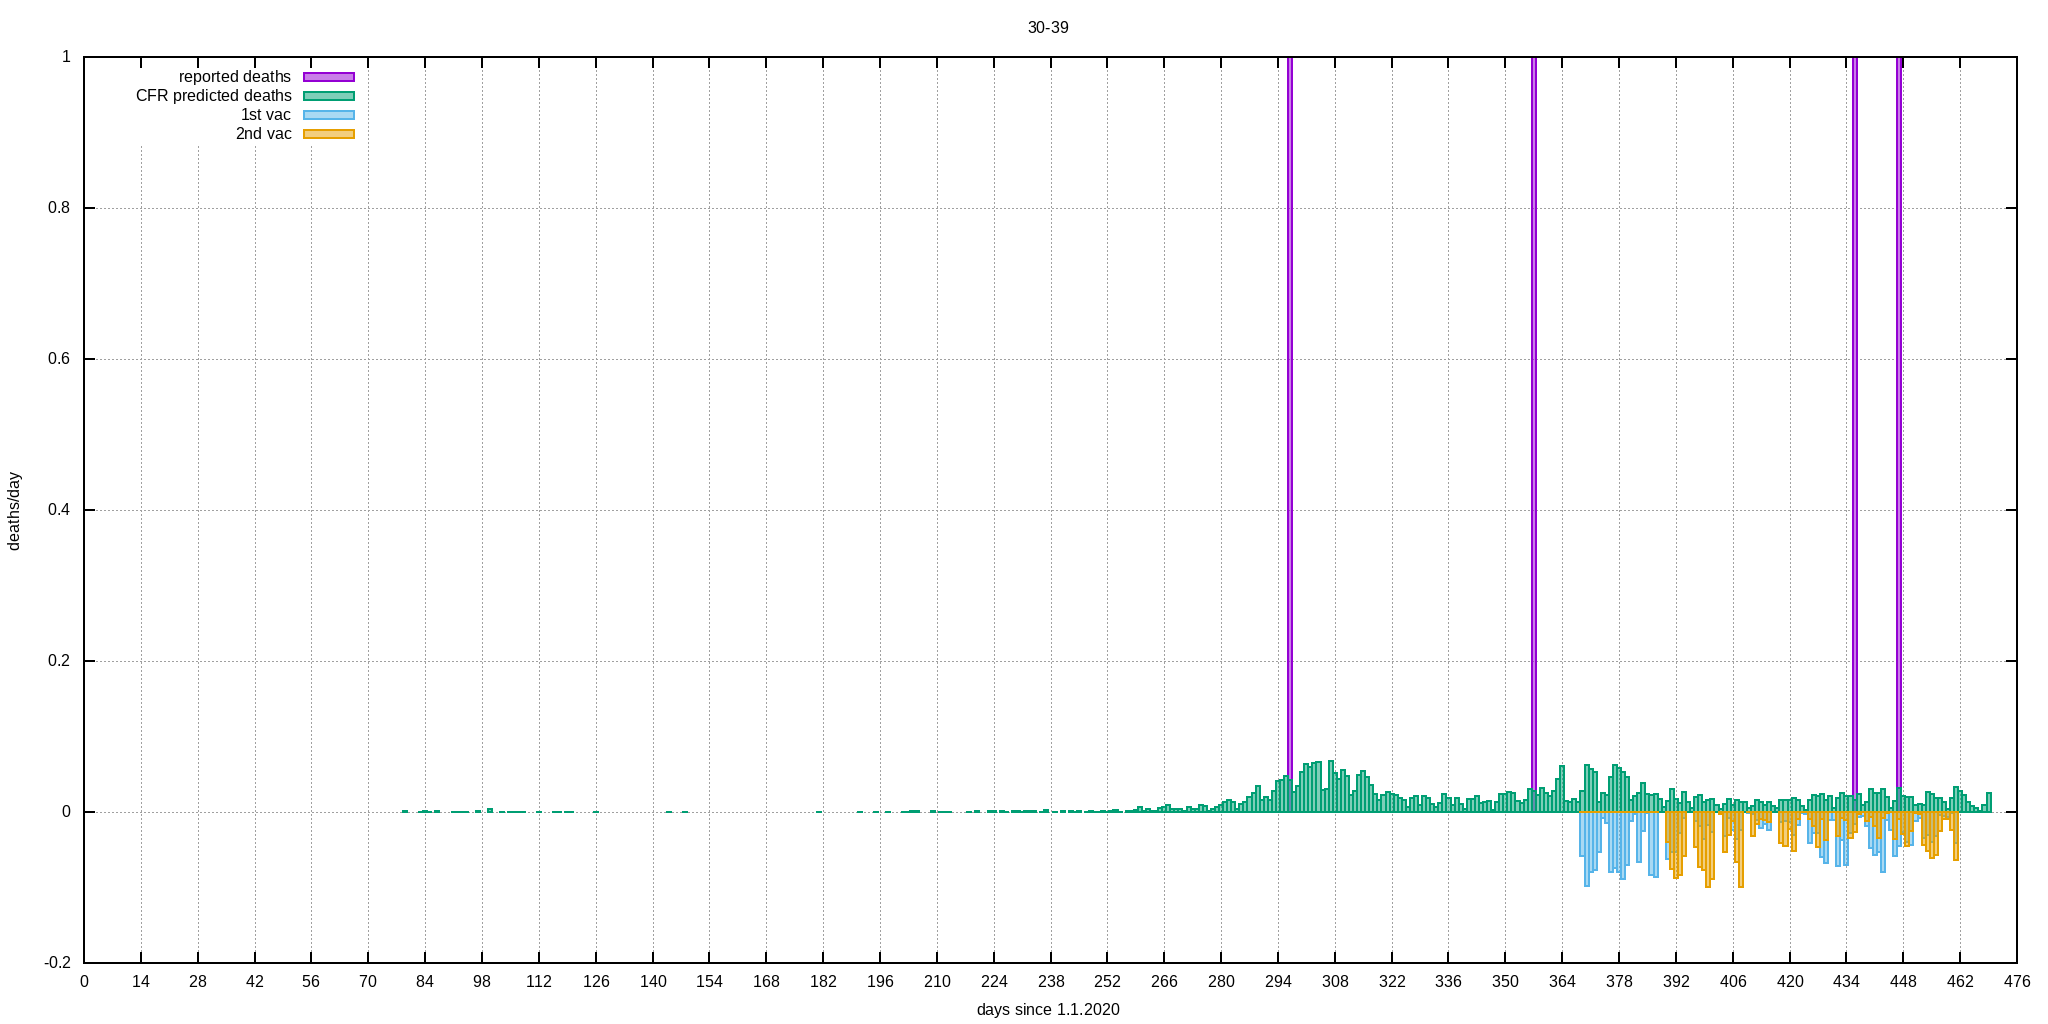 30-39
reported deaths
CFR predicted deaths
1st vac
2nd vac
deaths/day
1
0.8
0.6
0.4
0.2
0
-0.2
0 14 28 42 56 70 84 98 112 126 140 154 168 182 196 210 224 238 252 266 280 294 308 322 336 350 364 378 392 406 420 434 448 462 476
days since 1.1.2020